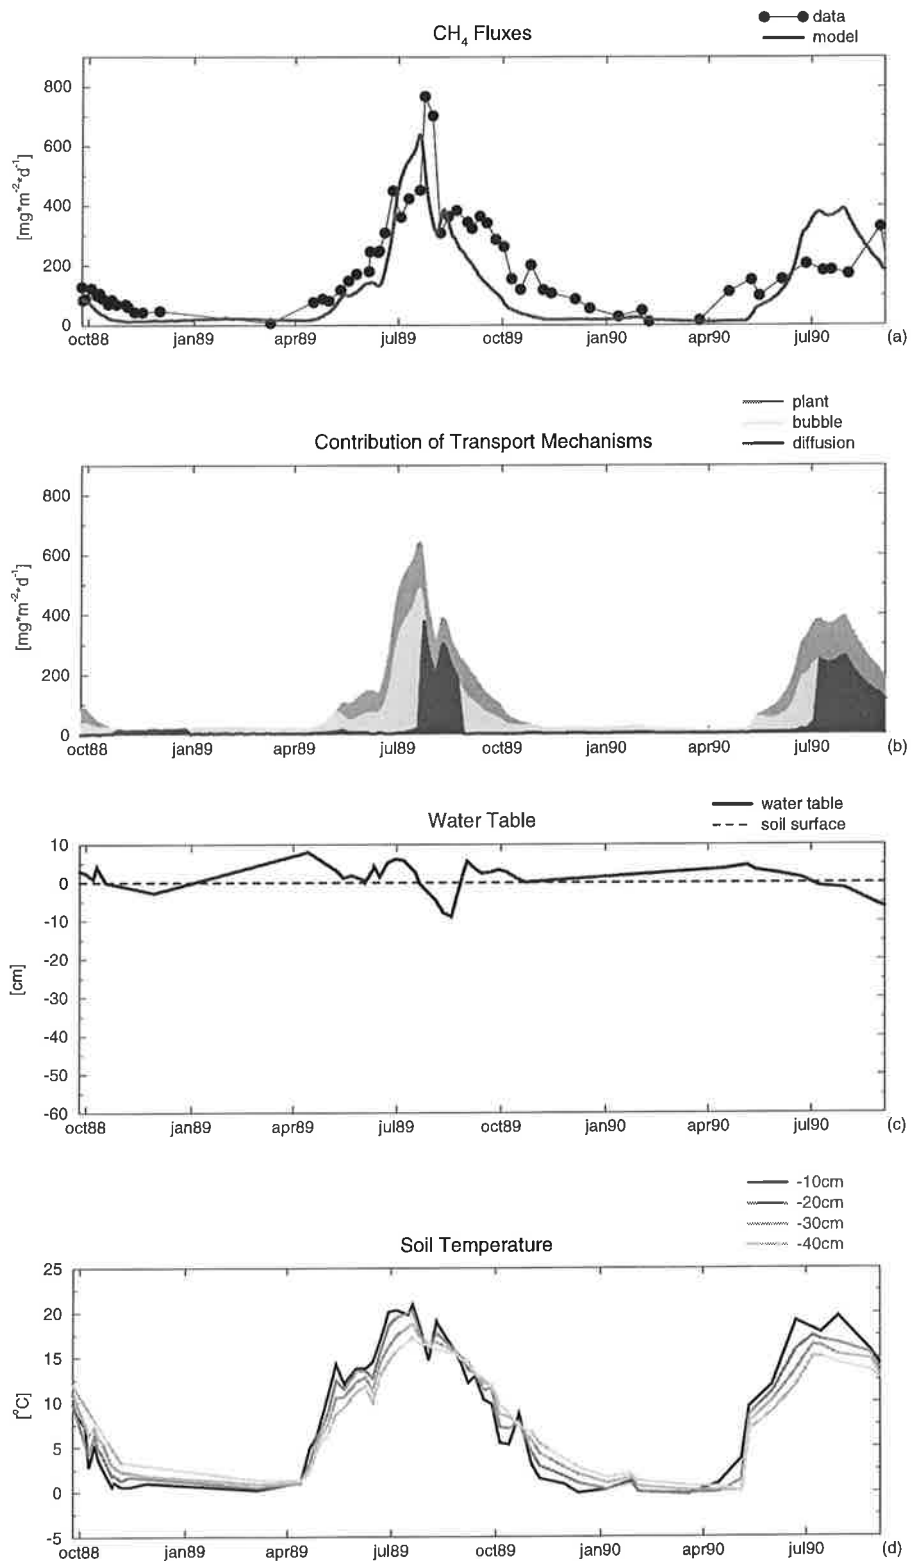 CH4 Fluxes
data
model
[mg*m-2*d-1]
800
600
400
200
0
oct88 jan89 apr89 jul89 oct89 jan90 apr90 jul90 (a)
plant
bubble
diffusion
Contribution of Transport Mechanisms
[mg*m-2*d-1]
800
600
400
200
0
oct88 jan89 apr89 jul89 oct89 jan90 apr90 jul90 (b)
Water Table
water table
soil surface
[cm]
10
0
-10
-20
-30
-40
-50
-60
oct88 jan89 apr89 jul89 oct89 jan90 apr90 jul90 (c)
-10cm
-20cm
-30cm
-40cm
Soil Temperature
[°C]
25
20
15
10
5
0
-5
oct88 jan89 apr89 jul89 oct89 jan90 apr90 jul90 (d)